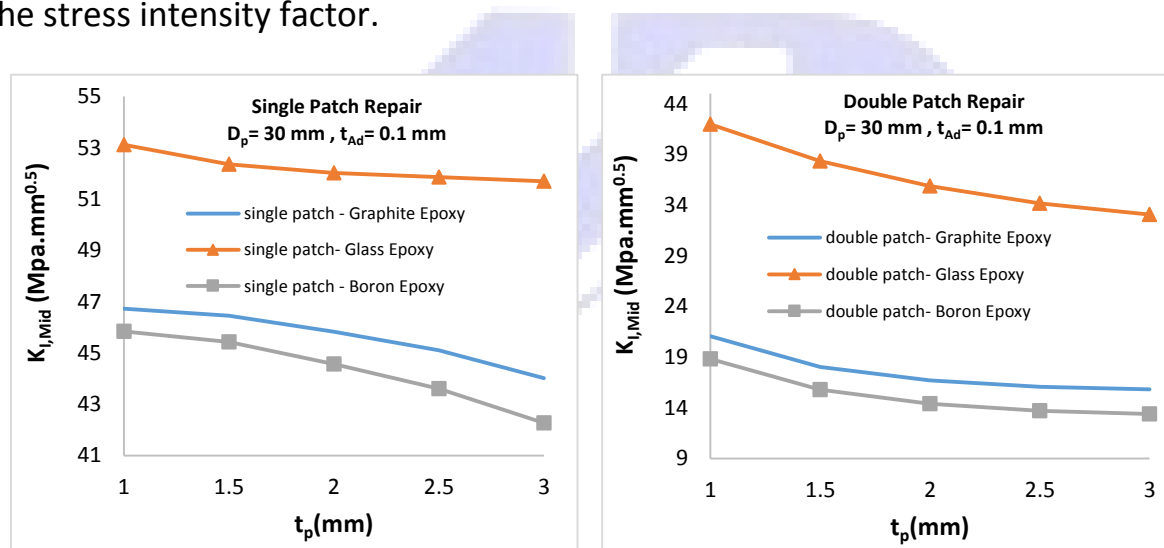 he stress intensity factor.
Single Patch Repair
Dp= 30 mm , tAd= 0.1 mm
KI,Mid (Mpa.mm0.5)
55
53
51
49
47
45
43
41
single patch - Graphite Epoxy
single patch- Glass Epoxy
single patch - Boron Epoxy
1 1.5 2 2.5 3
tp(mm)
Double Patch Repair
Dp= 30 mm , tAd= 0.1 mm
KI,Mid (Mpa.mm0.5)
44
39
34
29
24
19
14
9
double patch- Graphite Epoxy
double patch- Glass Epoxy
double patch- Boron Epoxy
1 1.5 2 2.5 3
tp(mm)